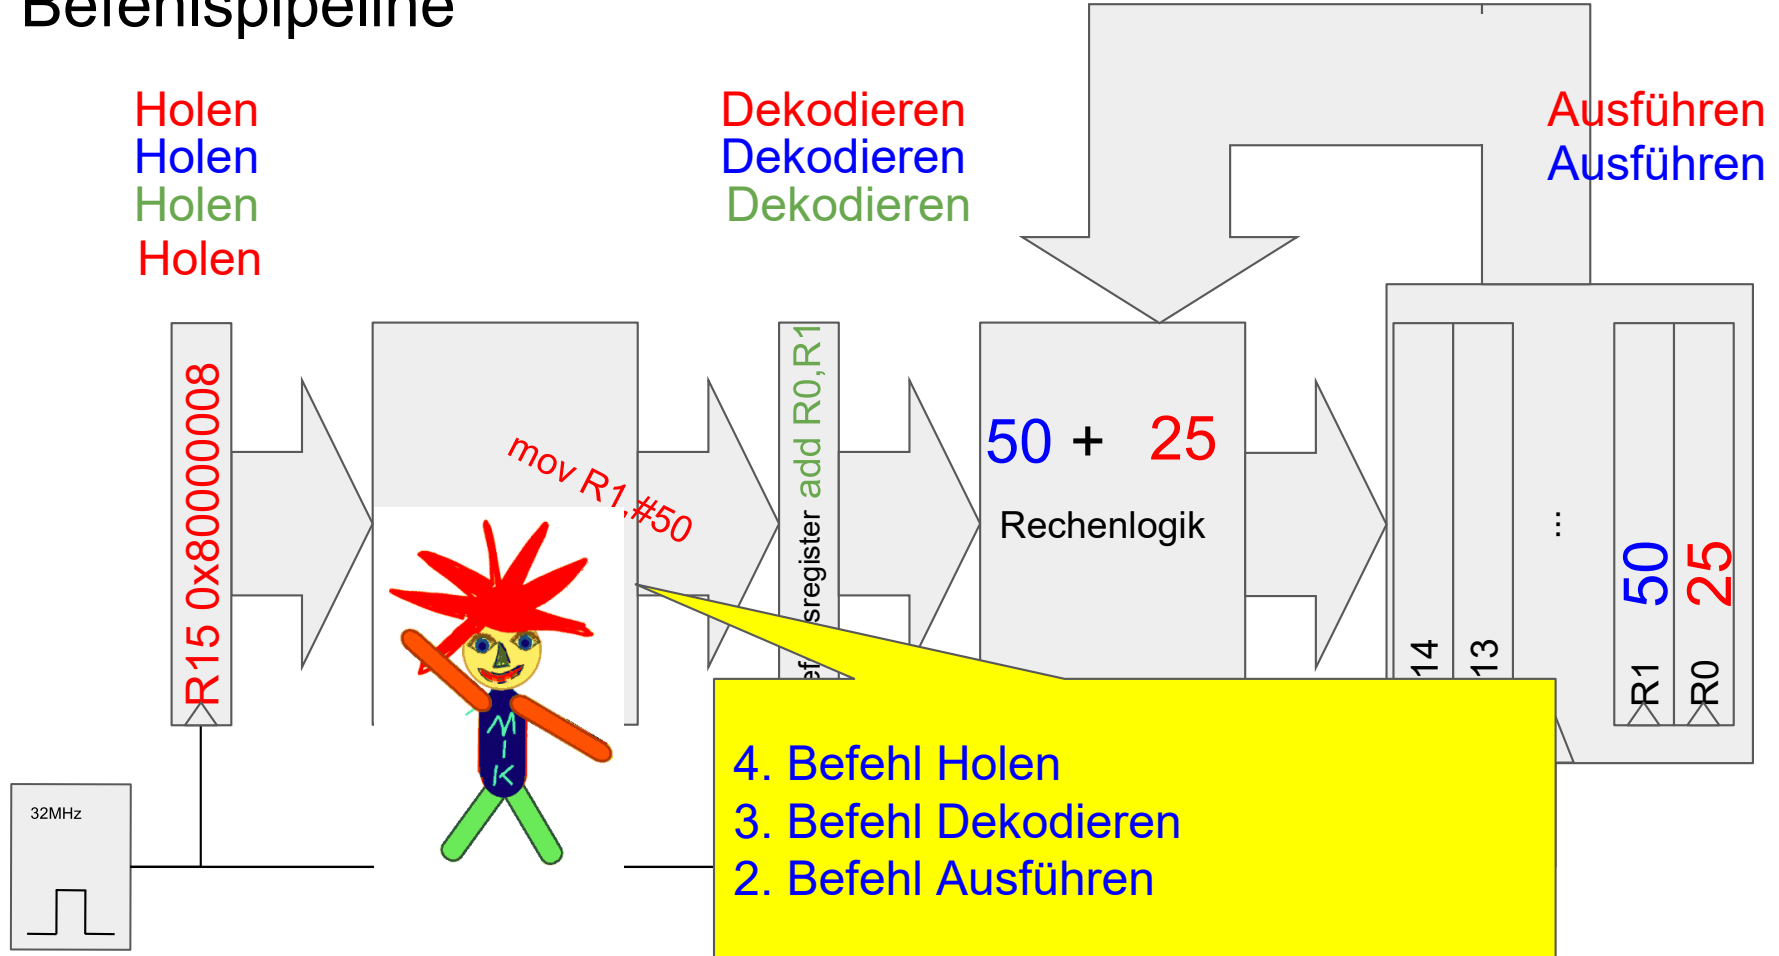 Befehlspipeline
Holen
Holen
Holen
Holen
Dekodieren
Dekodieren
Dekodieren
Ausführen
Ausführen
R15 0x80000008
mov R1,#50
add R0,R1
50 + 25
Rechenlogik
14
13
...
R1 50
R0 25
MIK
32MHz
4. Befehl Holen
3. Befehl Dekodieren
2. Befehl Ausführen